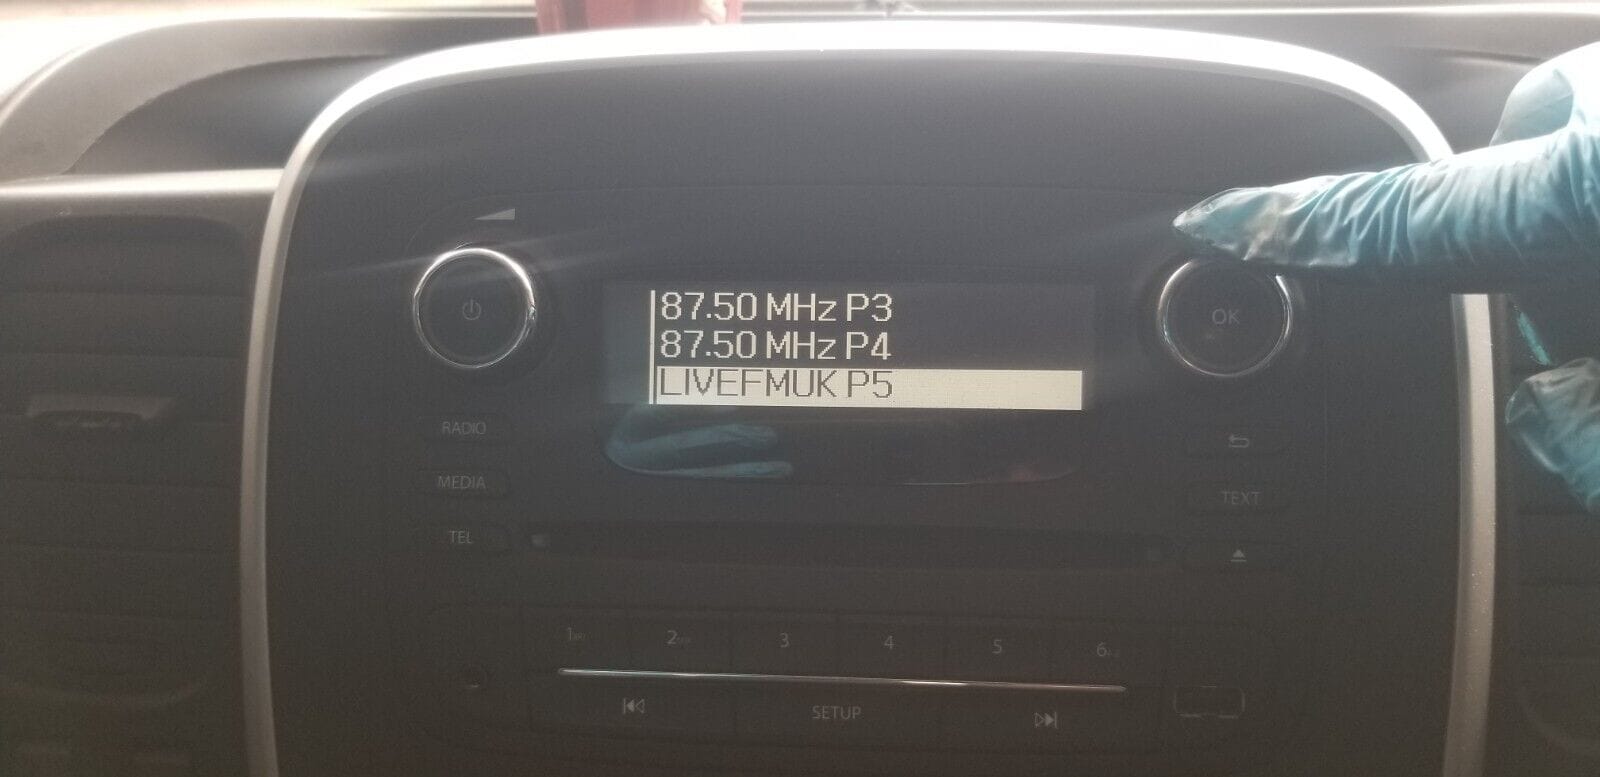 87.50 MHz P3
87.50 MHz P4
LIVEFMUK P5
OK
RADIO
MEDIA
TEXT
TEL
1 2 3 4 5 6
SETUP